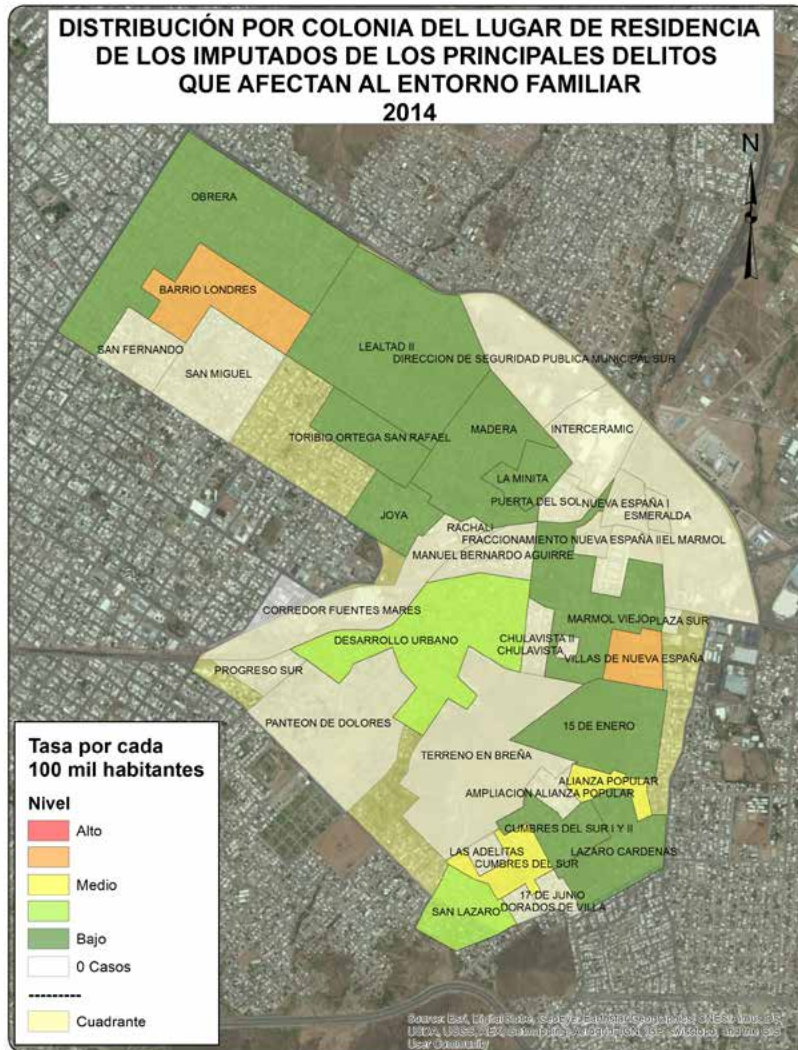 DISTRIBUCIÓN POR COLONIA DEL LUGAR DE RESIDENCIA
DE LOS IMPUTADOS DE LOS PRINCIPALES DELITOS
QUE AFECTAN AL ENTORNO FAMILIAR
2014
N
OBRERA
BARRIO LONDRES
SAN FERNANDO
LEALTAD II
DIRECCION DE SEGURIDAD PUBLICA MUNICIPAL SUR
SAN MIGUEL
MADERA
INTERCERAMIC
TORIBIO ORTEGA SAN RAFAEL
LA MINITA
PUERTA DEL SOL
NUEVA ESPAÑA I
JOYA
ESMERALDA
RACHALI
FRACCIONAMIENTO NUEVA ESPAÑA II
EL MARMOL
MANUEL BERNARDO AGUIRRE
CORREDOR FUENTES MARES
MARMOL VIEJO
PLAZA SUR
DESARROLLO URBANO
CHULAVISTA II
CHULAVISTA
VILLAS DE NUEVA ESPAÑA
PROGRESO SUR
PANTEON DE DOLORES
15 DE ENERO
TERRENO EN BREÑA
ALIANZA POPULAR
AMPLIACION ALIANZA POPULAR
CUMBRES DEL SUR I Y II
LAS ADELITAS
LAZARO CARDENAS
CUMBRES DEL SUR
17 DE JUNIO
DORADOS DE VILLA
SAN LAZARO
Tasa por cada
100 mil habitantes
Nivel
Alto
Medio
Bajo
0 Casos
Cuadrante
Source: Esri,
User Community